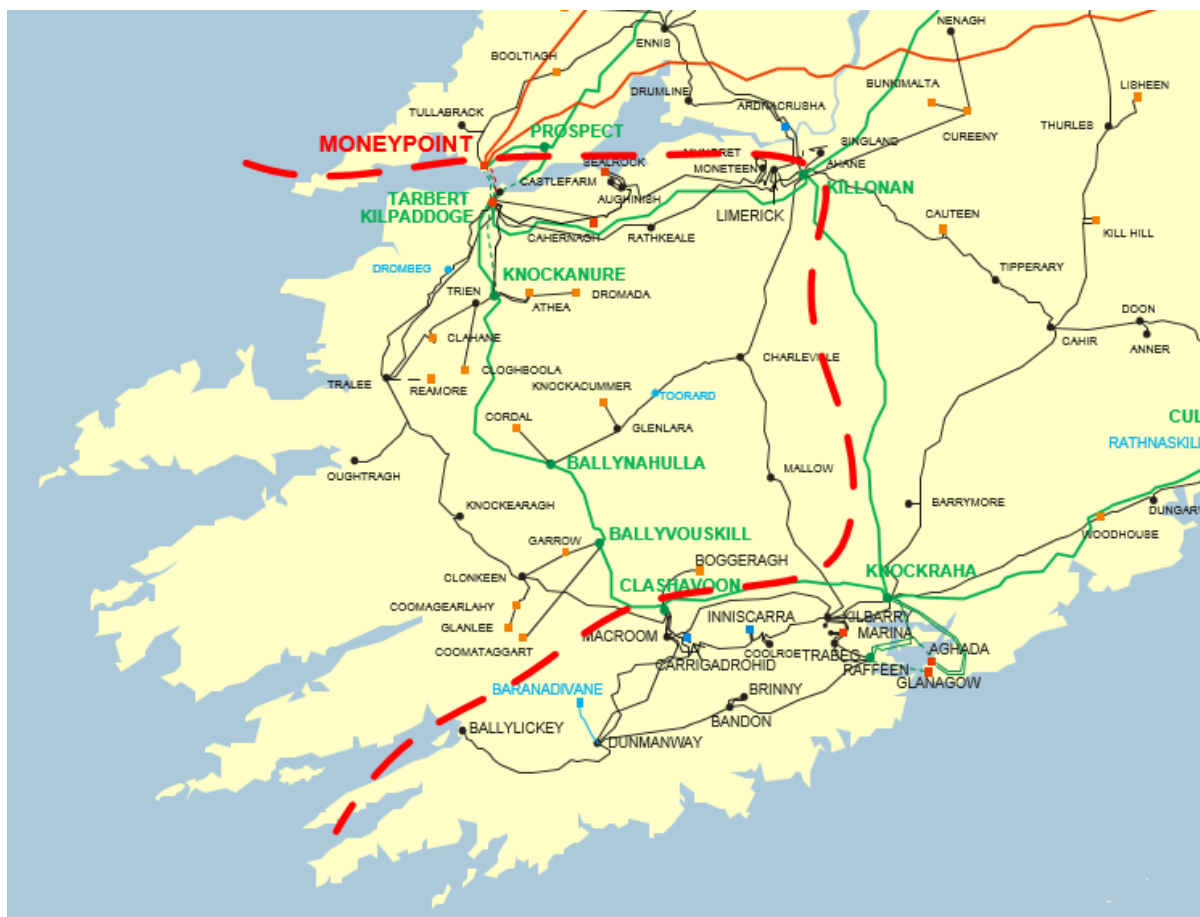 NENAGH
ENNIS
BOOLTIAGH
BUNKIMALTA
LISHEEN
DRUMLINE
ARDNACRUSHA
TULLABRACK
THURLES
PROSPECT
CUREENY
MONEYPOINT
SINGLAND
MUNGRET
SEALROCK
AHANE
MONETEEN
CASTLEFARM
KILLONAN
TARBERT
AUGHINISH
KILPADDOGE
LIMERICK
CAUTEEN
KILL HILL
CAHERNAGH
RATHKEALE
DROMBEG
TIPPERARY
KNOCKANURE
TRIEN
ATHEA
DROMADA
DOON
CLAHANE
CAHIR
ANNER
CHARLEVILLE
CLOGHBOOLA
TRALEE
REAMORE
KNOCKACUMMER
TOORARD
CORDAL
CUL
GLENLARA
RATHNASKILL
BALLYNAHULLA
MALLOW
OUGHTRAGH
BARRYMORE
DUNGARV
KNOCKEARAGH
WOODHOUSE
BALLYVOUSKILL
GARROW
BOGGERAGH
KNOCKRAHA
CLONKEEN
CLASHAVOON
COOMAGEARLAHY
INNISCARRA
KILBARRY
GLANLEE
MARINA
MACROOM
COOMATAGGART
COOLROE
TRABEG
AGHADA
CARRIGADROHID
RAFFEEN
GLANAGOW
BARANADIVANE
BRINNY
BANDON
BALLYLICKEY
DUNMANWAY